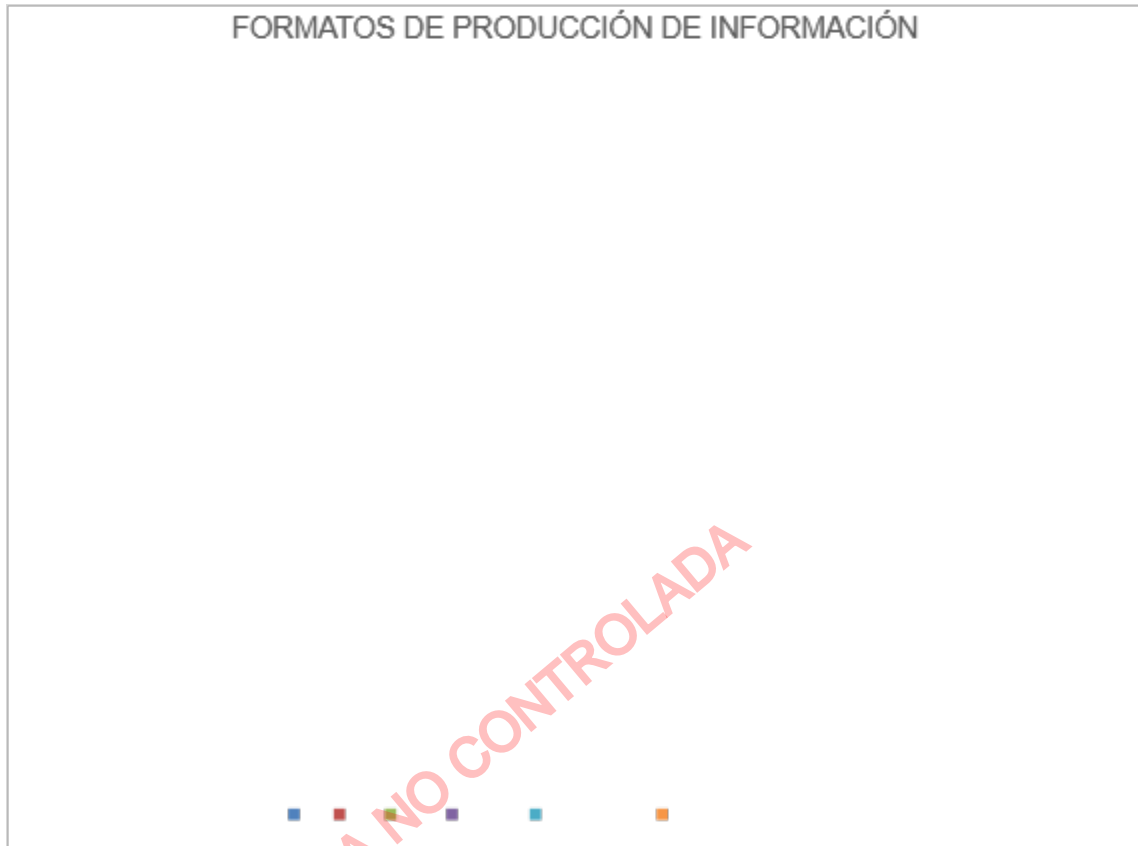 FORMATOS DE PRODUCCIÓN DE INFORMACIÓN
A NO CONTROLADA